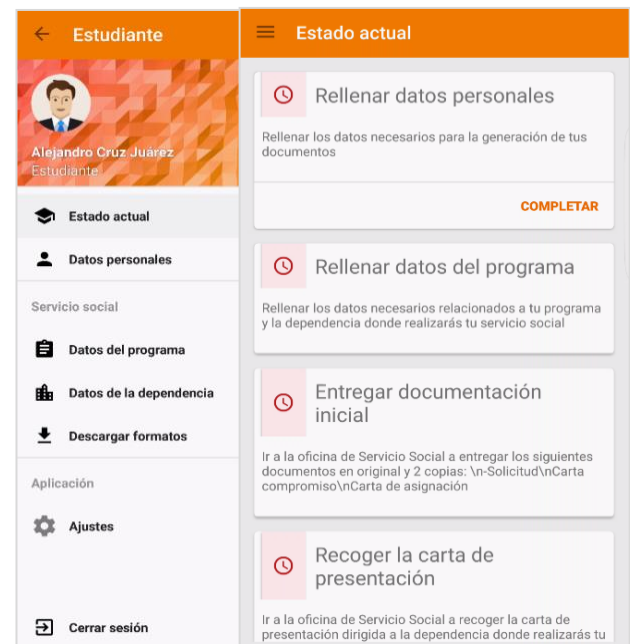 Estudiante
Alejandro Cruz Juárez
Estudiante
Estado actual
Datos personales
Servicio social
Datos del programa
Datos de la dependencia
Descargar formatos
Aplicación
Ajustes
Cerrar sesión
Estado actual
Rellenar datos personales
Rellenar los datos necesarios para la generación de tus
documentos
COMPLETAR
Rellenar datos del programa
Rellenar los datos necesarios relacionados a tu programa
y la dependencia donde realizarás tu servicio social
Entregar documentación
inicial
Ir a la oficina de Servicio Social a entregar los siguientes
documentos en original y 2 copias: \n-Solicitud\nCarta
compromiso\nCarta de asignación
Recoger la carta de
presentación
Ir a la oficina de Servicio Social a recoger la carta de
presentación dirigida a la dependencia donde realizarás tu